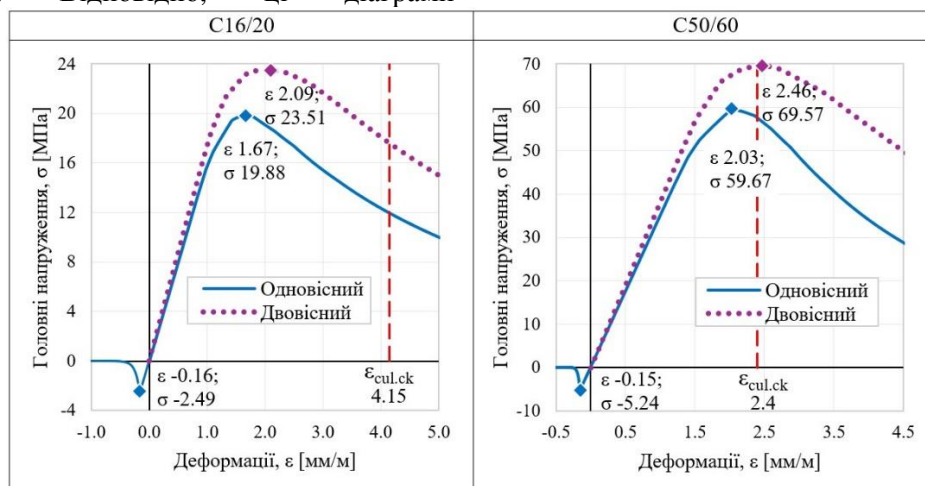 Відповідно, ці діаграми
C16/20
C50/60
Головні напруження, σ [МПа]
24
20
16
12
8
4
0
-4
ε 2.09;
σ 23.51
ε 1.67;
σ 19.88
Одновісний
Двовісний
ε -0.16;
σ -2.49
εcul.ck
4.15
-1.0 0.0 1.0 2.0 3.0 4.0 5.0
Деформації, ε [мм/м]
Головні напруження, σ [МПа]
70
60
50
40
30
20
10
0
-10
ε 2.46;
σ 69.57
ε 2.03;
σ 59.67
Одновісний
Двовісний
ε -0.15;
σ -5.24
εcul.ck
2.4
-0.5 0.5 1.5 2.5 3.5 4.5
Деформації, ε [мм/м]